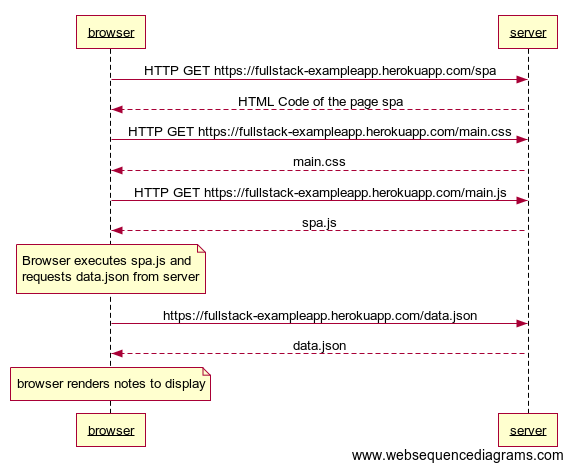 browser
server
HTTP GET https://fullstack-exampleapp.herokuapp.com/spa
HTML Code of the page spa
HTTP GET https://fullstack-exampleapp.herokuapp.com/main.css
main.css
HTTP GET https://fullstack-exampleapp.herokuapp.com/main.js
spa.js
Browser executes spa.js and
requests data.json from server
https://fullstack-exampleapp.herokuapp.com/data.json
data.json
browser renders notes to display
browser
server
www.websequencediagrams.com